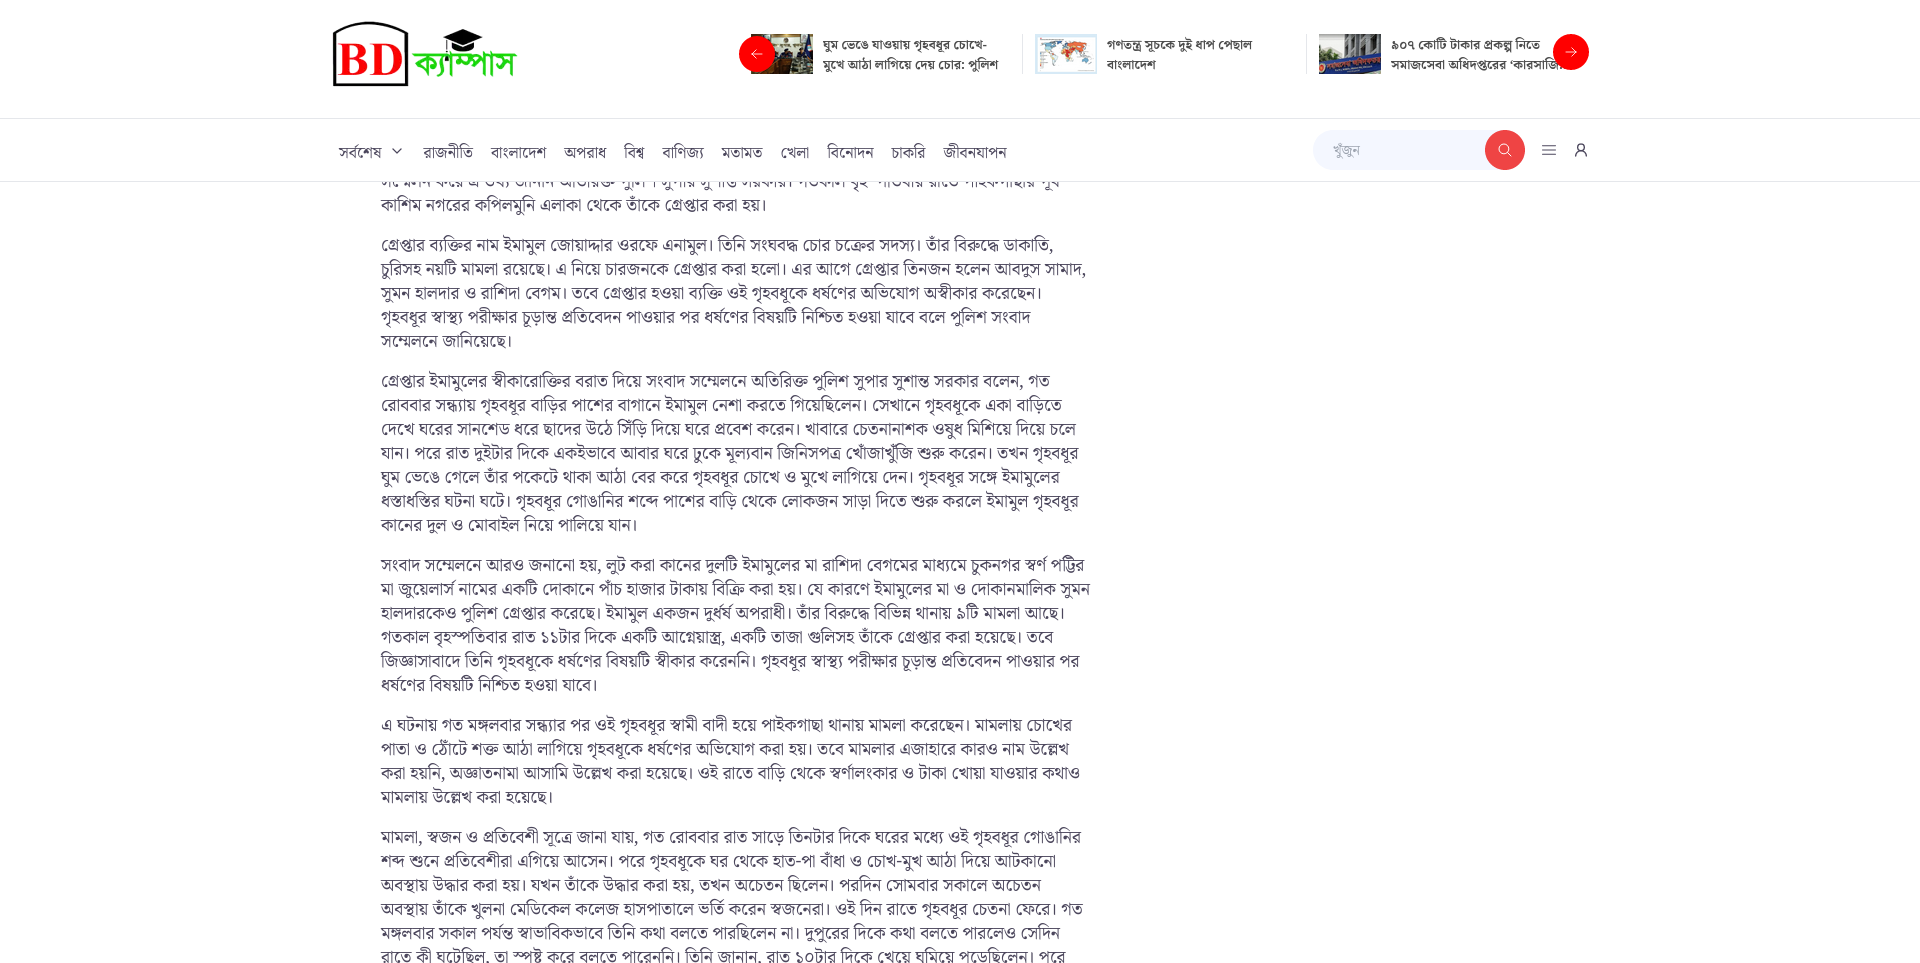 BD ক্যাম্পাস
ঘুম ভেঙে যাওয়ায় গৃহবধূর চোখে-
মুখে আঠা লাগিয়ে দেয় চোর: পুলিশ
গণতন্ত্র সূচকে দুই ধাপ পেছাল
বাংলাদেশ
৯০৭ কোটি টাকার প্রকল্প নিতে
সমাজসেবা অধিদপ্তরের ‘কারসাজি’
সর্বশেষ রাজনীতি বাংলাদেশ অপরাধ বিশ্ব বাণিজ্য মতামত খেলা বিনোদন চাকরি জীবনযাপন
খুঁজুন
কাশিম নগরের কপিলমুনি এলাকা থেকে তাঁকে গ্রেপ্তার করা হয়।
গ্রেপ্তার ব্যক্তির নাম ইমামুল জোয়াদ্দার ওরফে এনামুল। তিনি সংঘবদ্ধ চোর চক্রের সদস্য। তাঁর বিরুদ্ধে ডাকাতি,
চুরিসহ নয়টি মামলা রয়েছে। এ নিয়ে চারজনকে গ্রেপ্তার করা হলো। এর আগে গ্রেপ্তার তিনজন হলেন আবদুস সামাদ,
সুমন হালদার ও রাশিদা বেগম। তবে গ্রেপ্তার হওয়া ব্যক্তি ওই গৃহবধূকে ধর্ষণের অভিযোগ অস্বীকার করেছেন।
গৃহবধূর স্বাস্থ্য পরীক্ষার চূড়ান্ত প্রতিবেদন পাওয়ার পর ধর্ষণের বিষয়টি নিশ্চিত হওয়া যাবে বলে পুলিশ সংবাদ
সম্মেলনে জানিয়েছে।
গ্রেপ্তার ইমামুলের স্বীকারোক্তির বরাত দিয়ে সংবাদ সম্মেলনে অতিরিক্ত পুলিশ সুপার সুশান্ত সরকার বলেন, গত
রোববার সন্ধ্যায় গৃহবধূর বাড়ির পাশের বাগানে ইমামুল নেশা করতে গিয়েছিলেন। সেখানে গৃহবধূকে একা বাড়িতে
দেখে ঘরের সানশেড ধরে ছাদের উঠে সিঁড়ি দিয়ে ঘরে প্রবেশ করেন। খাবারে চেতনানাশক ওষুধ মিশিয়ে দিয়ে চলে
যান। পরে রাত দুইটার দিকে একইভাবে আবার ঘরে ঢুকে মূল্যবান জিনিসপত্র খোঁজাখুঁজি শুরু করেন। তখন গৃহবধূর
ঘুম ভেঙে গেলে তাঁর পকেটে থাকা আঠা বের করে গৃহবধূর চোখে ও মুখে লাগিয়ে দেন। গৃহবধূর সঙ্গে ইমামুলের
ধস্তাধস্তির ঘটনা ঘটে। গৃহবধূর গোঙানির শব্দে পাশের বাড়ি থেকে লোকজন সাড়া দিতে শুরু করলে ইমামুল গৃহবধূর
কানের দুল ও মোবাইল নিয়ে পালিয়ে যান।
সংবাদ সম্মেলনে আরও জনানো হয়, লুট করা কানের দুলটি ইমামুলের মা রাশিদা বেগমের মাধ্যমে চুকনগর স্বর্ণ পট্টির
মা জুয়েলার্স নামের একটি দোকানে পাঁচ হাজার টাকায় বিক্রি করা হয়। যে কারণে ইমামুলের মা ও দোকানমালিক সুমন
হালদারকেও পুলিশ গ্রেপ্তার করেছে। ইমামুল একজন দুর্ধর্ষ অপরাধী। তাঁর বিরুদ্ধে বিভিন্ন থানায় ৯টি মামলা আছে।
গতকাল বৃহস্পতিবার রাত ১১টার দিকে একটি আগ্নেয়াস্ত্র, একটি তাজা গুলিসহ তাঁকে গ্রেপ্তার করা হয়েছে। তবে
জিজ্ঞাসাবাদে তিনি গৃহবধূকে ধর্ষণের বিষয়টি স্বীকার করেননি। গৃহবধূর স্বাস্থ্য পরীক্ষার চূড়ান্ত প্রতিবেদন পাওয়ার পর
ধর্ষণের বিষয়টি নিশ্চিত হওয়া যাবে।
এ ঘটনায় গত মঙ্গলবার সন্ধ্যার পর ওই গৃহবধূর স্বামী বাদী হয়ে পাইকগাছা থানায় মামলা করেছেন। মামলায় চোখের
পাতা ও ঠোঁটে শক্ত আঠা লাগিয়ে গৃহবধূকে ধর্ষণের অভিযোগ করা হয়। তবে মামলার এজাহারে কারও নাম উল্লেখ
করা হয়নি, অজ্ঞাতনামা আসামি উল্লেখ করা হয়েছে। ওই রাতে বাড়ি থেকে স্বর্ণালংকার ও টাকা খোয়া যাওয়ার কথাও
মামলায় উল্লেখ করা হয়েছে।
মামলা, স্বজন ও প্রতিবেশী সূত্রে জানা যায়, গত রোববার রাত সাড়ে তিনটার দিকে ঘরের মধ্যে ওই গৃহবধূর গোঙানির
শব্দ শুনে প্রতিবেশীরা এগিয়ে আসেন। পরে গৃহবধূকে ঘর থেকে হাত-পা বাঁধা ও চোখ-মুখ আঠা দিয়ে আটকানো
অবস্থায় উদ্ধার করা হয়। যখন তাঁকে উদ্ধার করা হয়, তখন অচেতন ছিলেন। পরদিন সোমবার সকালে অচেতন
অবস্থায় তাঁকে খুলনা মেডিকেল কলেজ হাসপাতালে ভর্তি করেন স্বজনেরা। ওই দিন রাতে গৃহবধূর চেতনা ফেরে। গত
মঙ্গলবার সকাল পর্যন্ত স্বাভাবিকভাবে তিনি কথা বলতে পারছিলেন না। দুপুরের দিকে কথা বলতে পারলেও সেদিন
রাতে কী ঘটেছিল, তা স্পষ্ট করে বলতে পারেননি। তিনি জানান, রাত ১০টার দিকে খেয়ে ঘুমিয়ে পড়েছিলেন। পরে